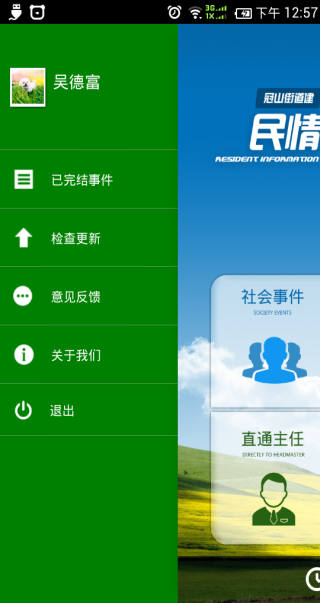 3G
1X
下午 12:57
吴德富
已完结事件
检查更新
意见反馈
关于我们
退出
冠山街道建
民情
RESIDENT INFORMATION
社会事件
SOCIETY EVENTS
直通主任
DIRECTLY TO HEADMASTER